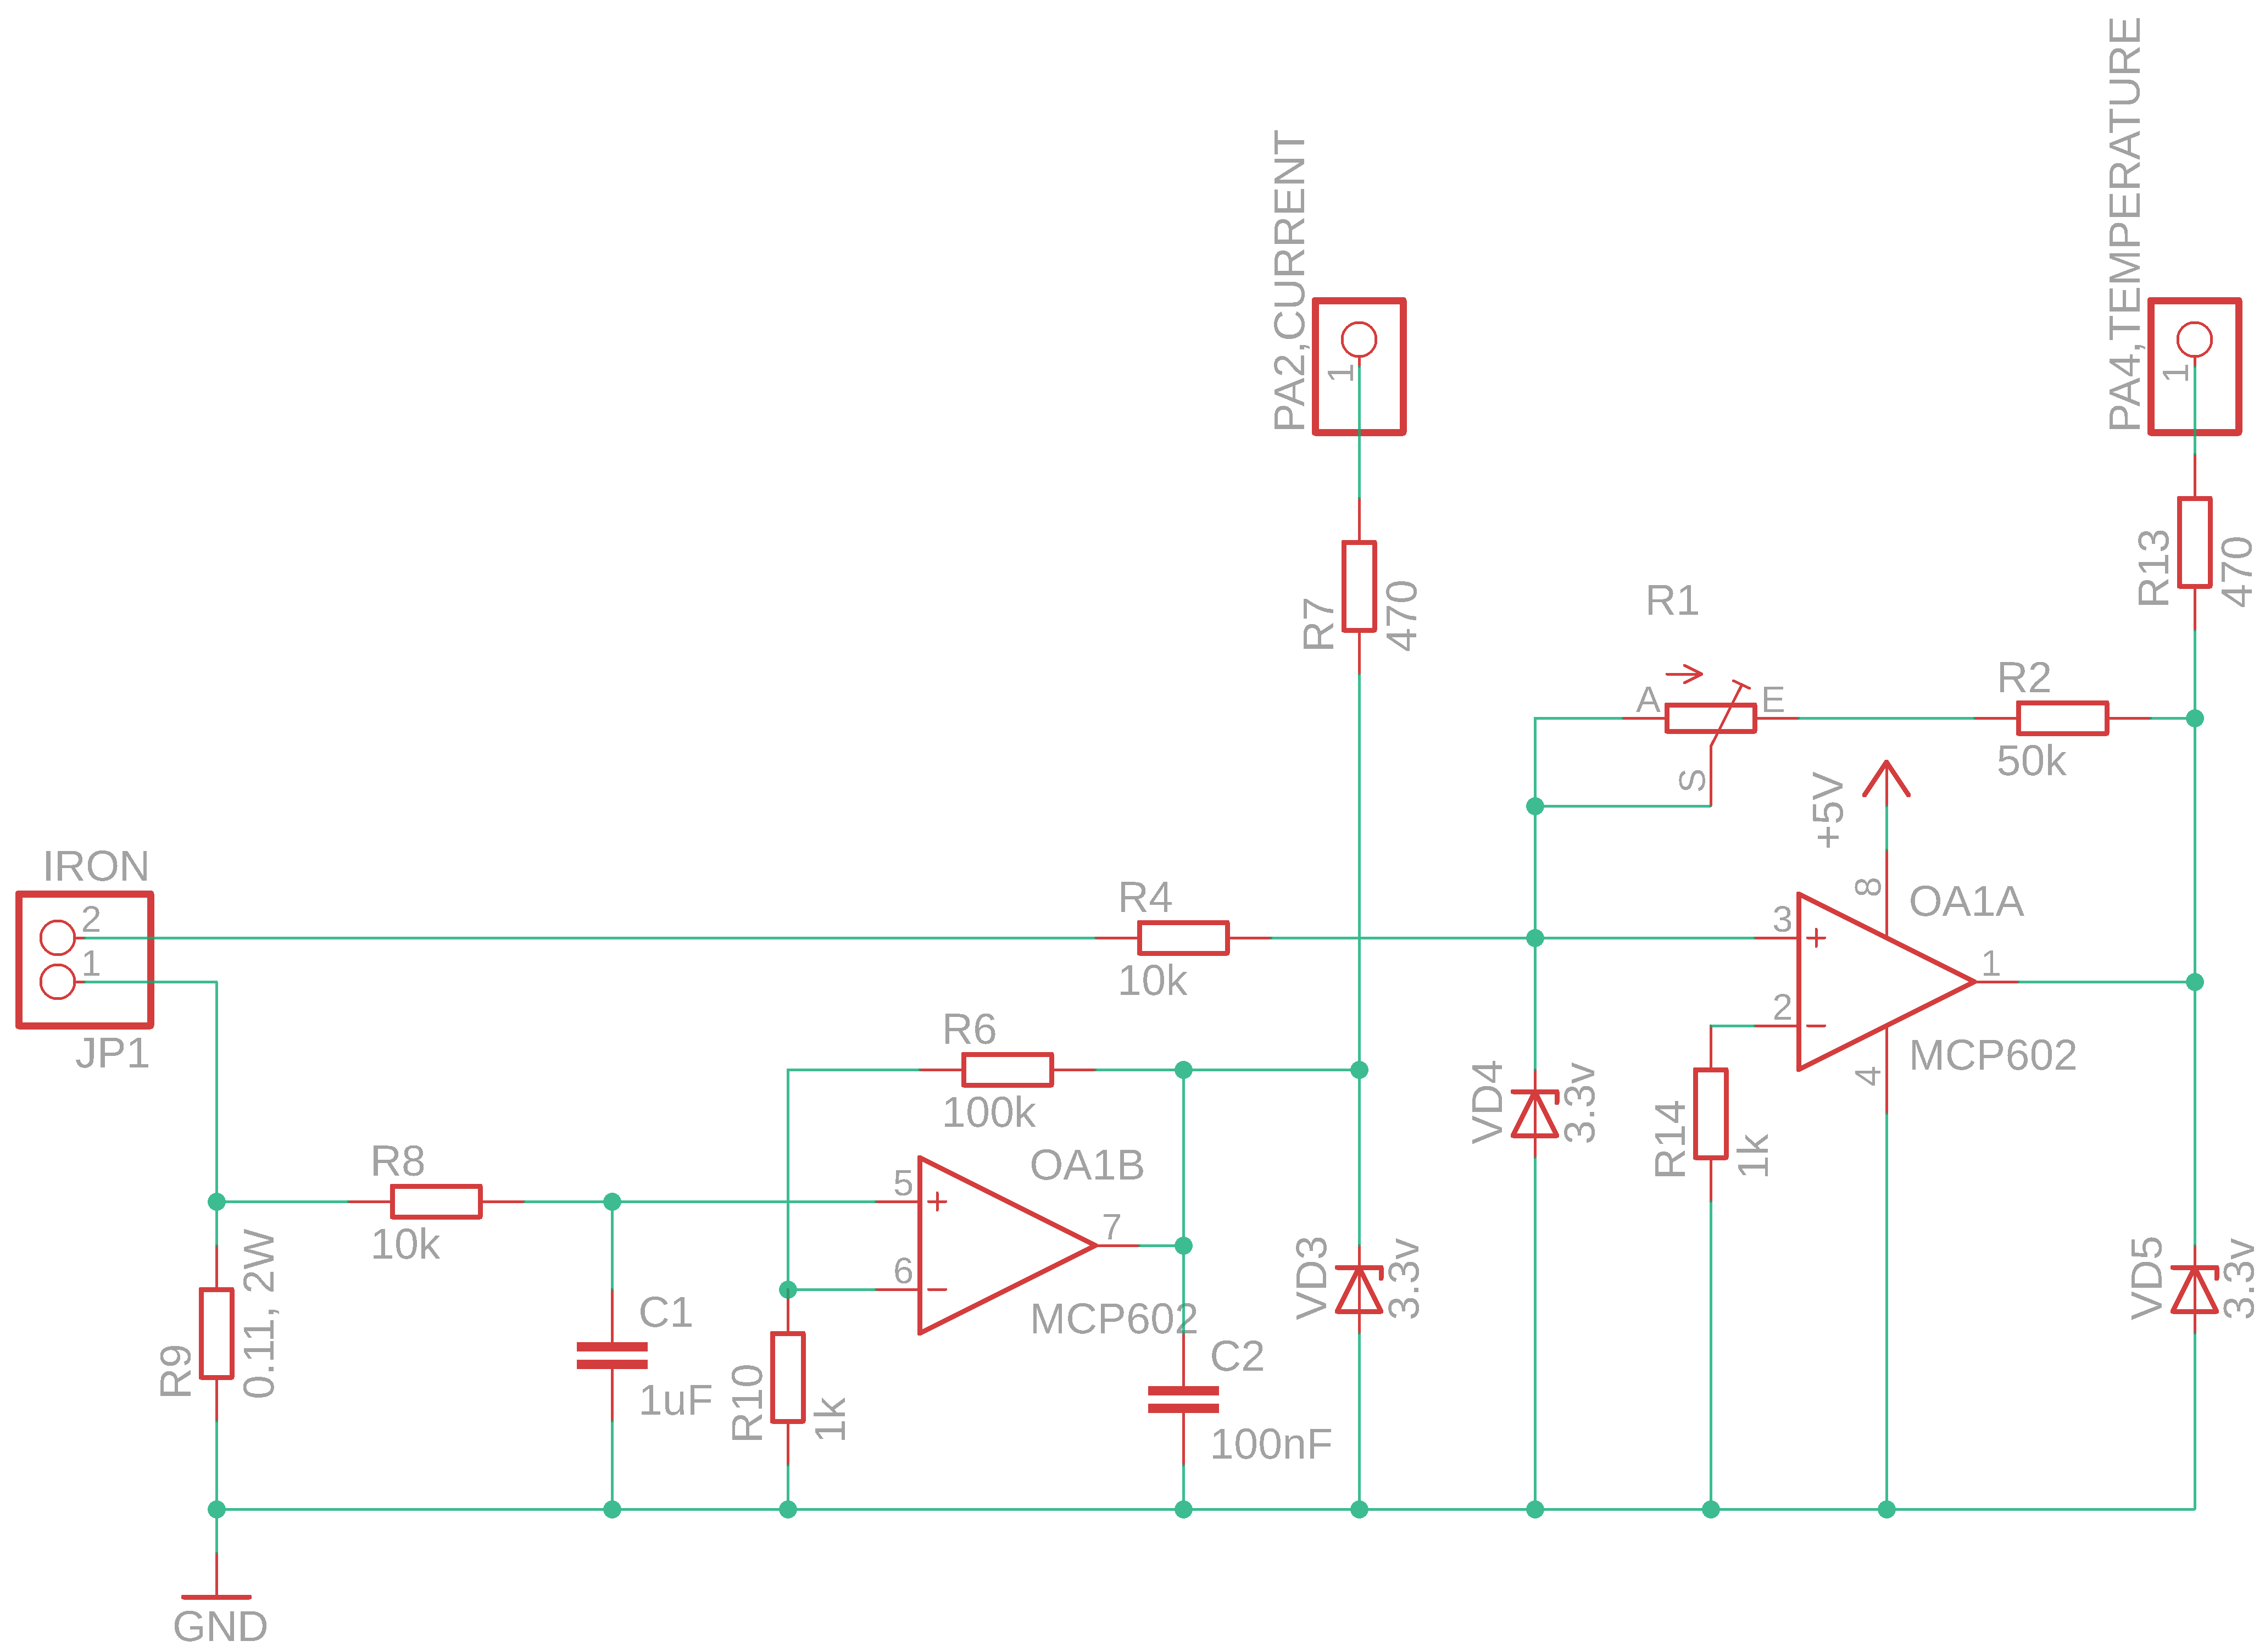 PA2,CURRENT
1
PA4,TEMPERATURE
1
R7
470
R13
470
R1
A
E
S
R2
50k
+5V
IRON
2
1
JP1
R4
10k
8
OA1A
3
2
1
4
MCP602
R6
100k
VD4
3.3v
R14
1k
R8
10k
OA1B
5
6
7
MCP602
R9
0.11, 2W
C1
1uF
R10
1k
C2
100nF
VD3
3.3v
VD5
3.3v
GND